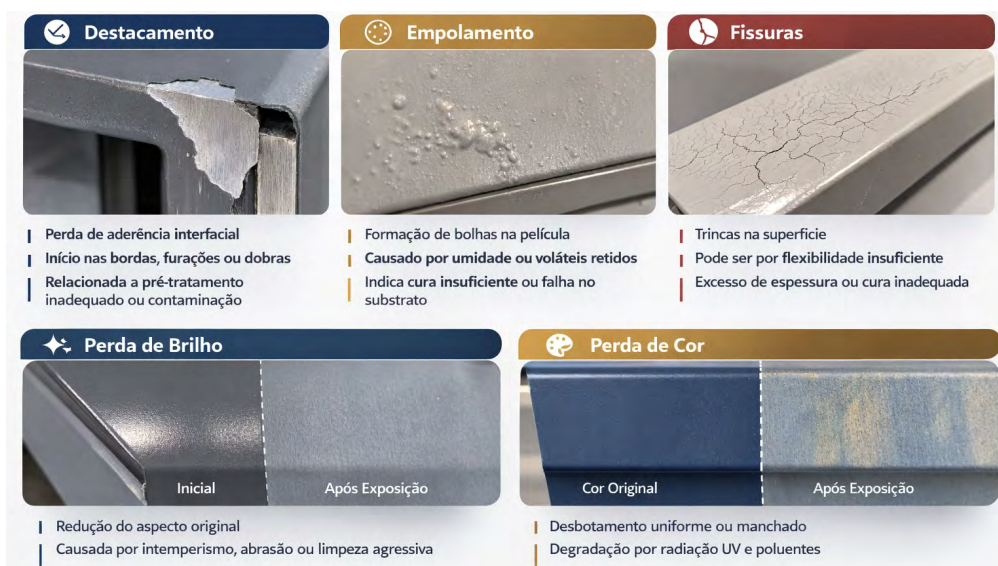 Destacamento
Perda de aderência interfacial
Início nas bordas, furações ou dobras
Relacionada a pré-tratamento
inadequado ou contaminação
Empolamento
Formação de bolhas na película
Causado por umidade ou voláteis retidos
Indica cura insuficiente ou falha no
substrato
Fissuras
Trincas na superficie
Pode ser por flexibilidade insuficiente
Excesso de espessura ou cura inadequada
Perda de Brilho
Inicial
Após Exposição
Redução do aspecto original
Causada por intemperismo, abrasão ou limpeza agressiva
Perda de Cor
Cor Original
Após Exposição
Desbotamento uniforme ou manchado
Degradação por radiação UV e poluentes